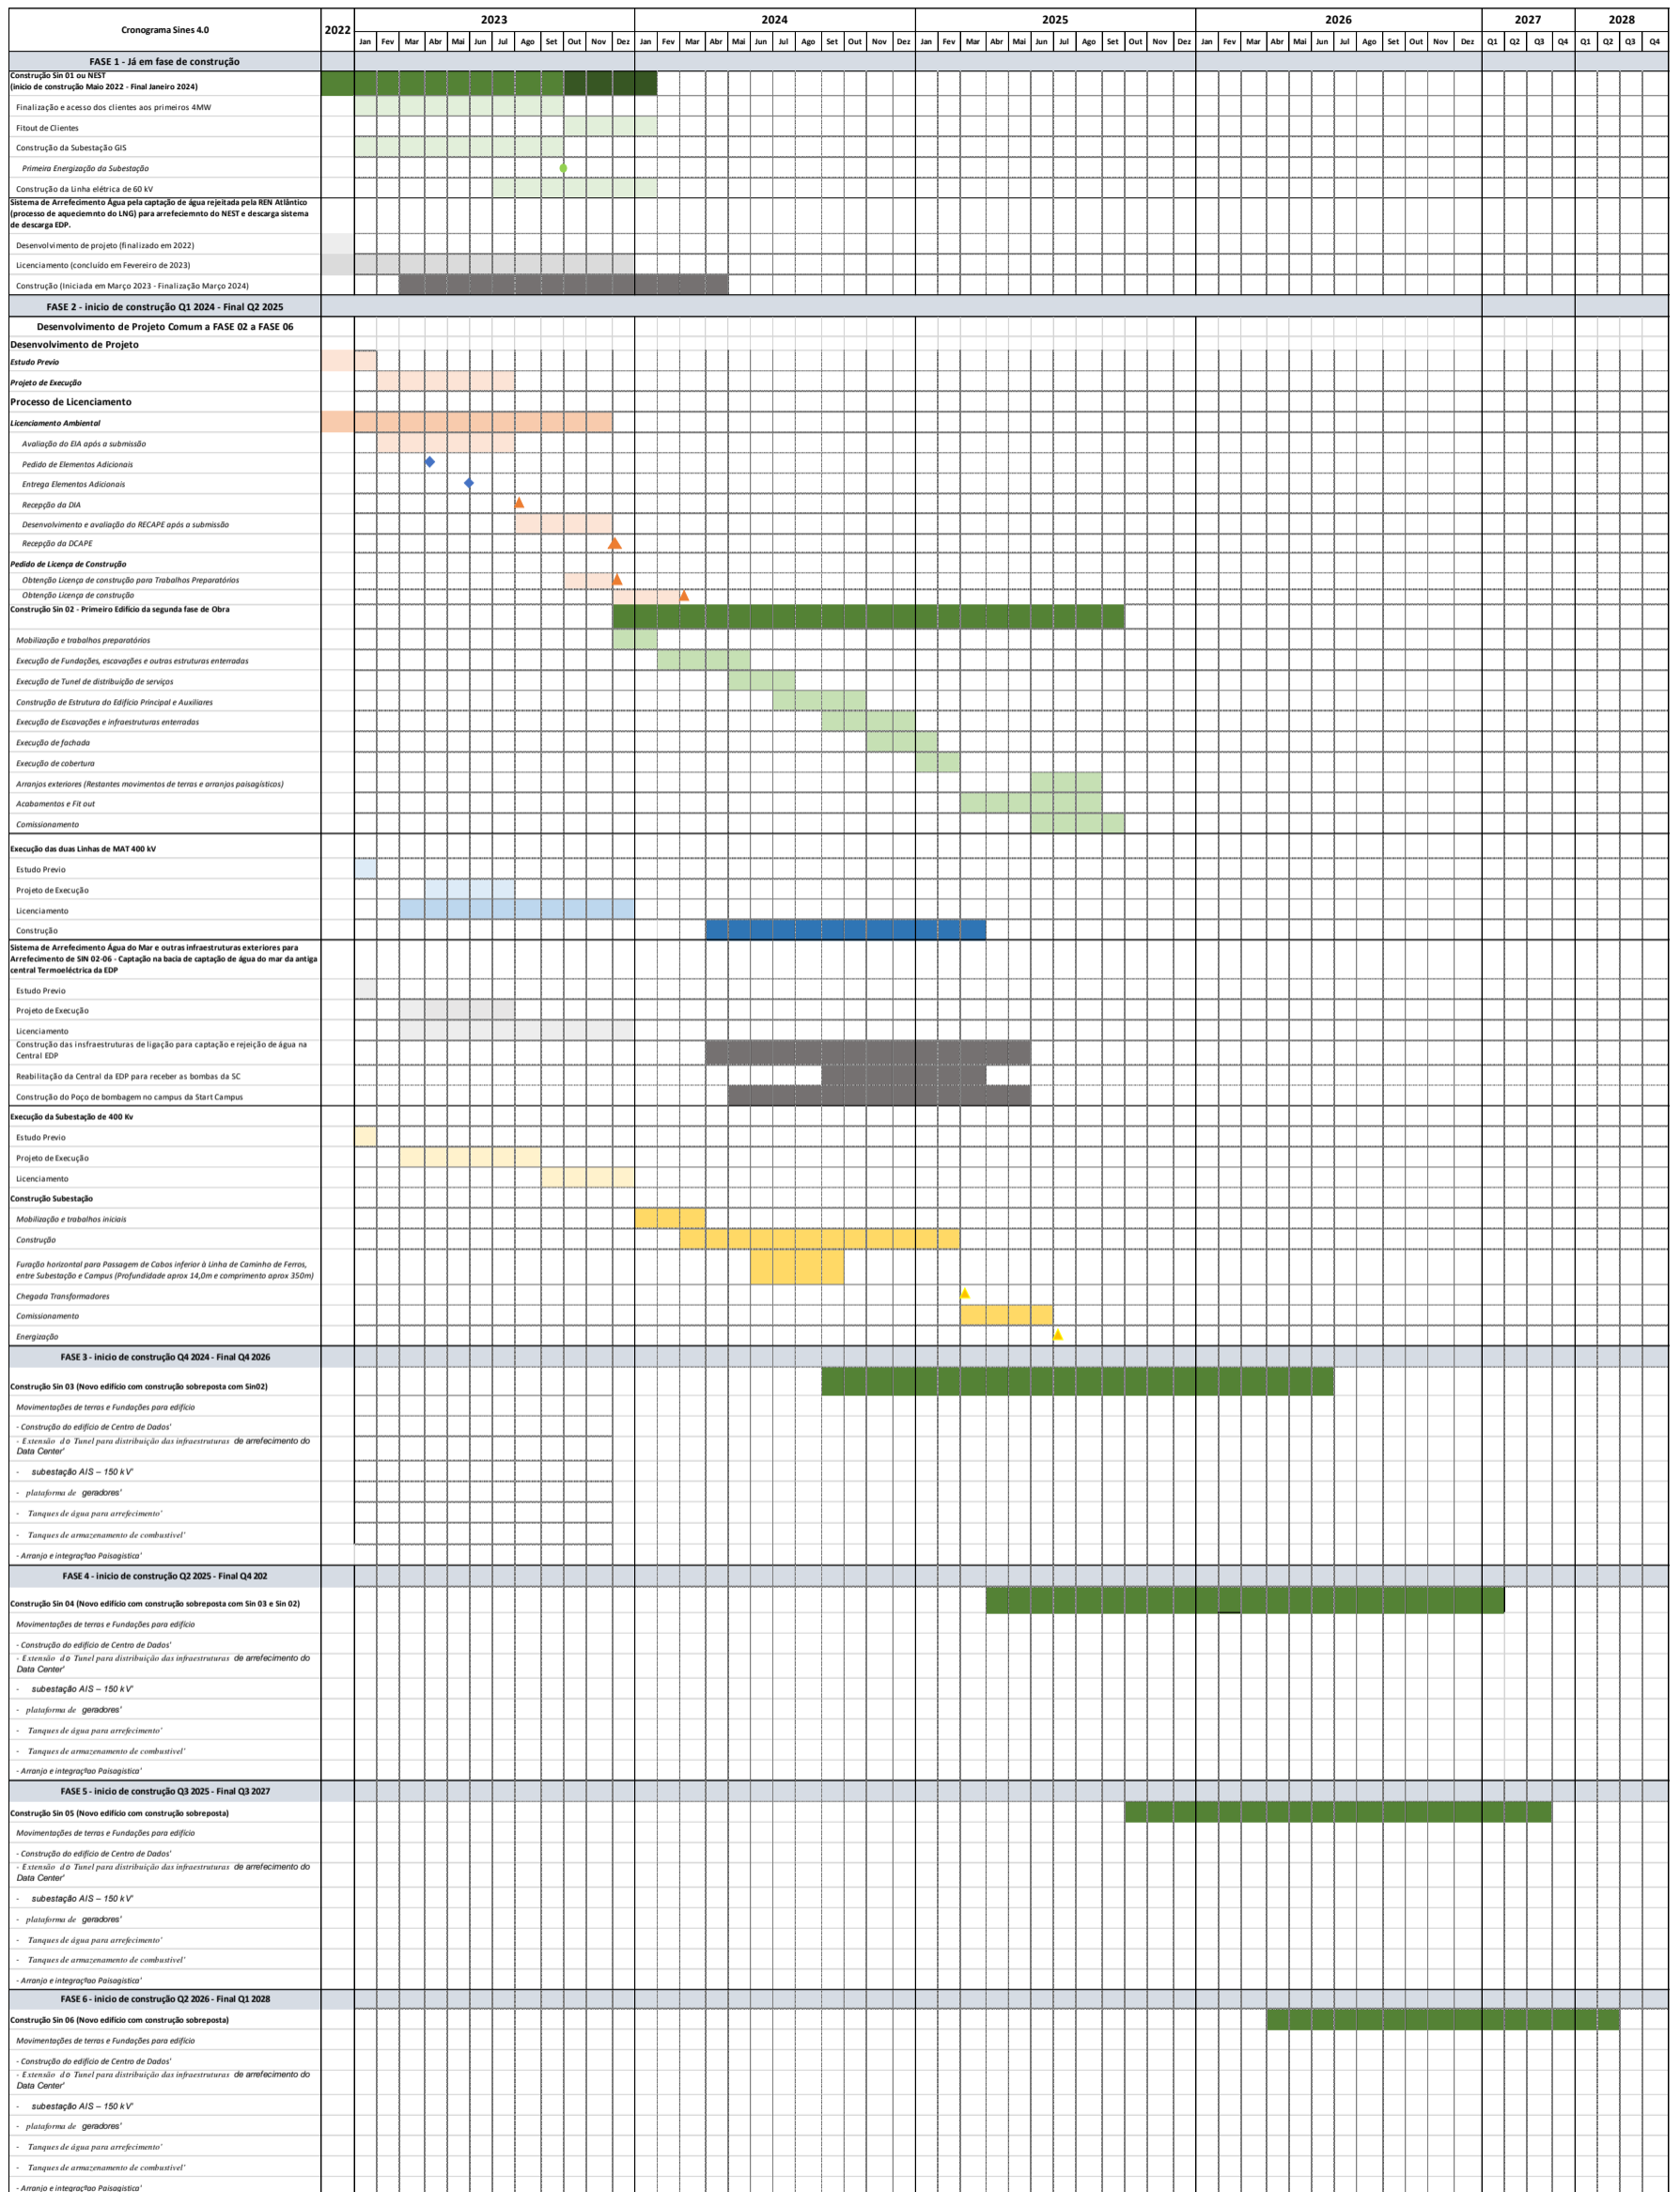 Cronograma Sines 4.0
2022
2023
2024
2025
2026
2027
2028
Jan Fev Mar Abr Mai Jun Jul Ago Set Out Nov Dez Jan Fev Mar Abr Mai Jun Jul Ago Set Out Nov Dez Jan Fev Mar Abr Mai Jun Jul Ago Set Out Nov Dez Jan Fev Mar Abr Mai Jun Jul Ago Set Out Nov Dez Q1 Q2 Q3 Q4 Q1 Q2 Q3 Q4
FASE 1 - Já em fase de construção
Construção Sin 01 ou NEST
(inicio de construção Maio 2022 - Final Janeiro 2024)
Finalização e acesso dos clientes aos primeiros 4MW
Fitout de Clientes
Construção da Subestação GIS
Primeira Energização da Subestação
Construção da Linha elétrica de 60 kV
Sistema de Arrefecimento Água pela captação de água rejeitada pela REN Atlântico
(processo de aqueciemnto do LNG) para arrefeciemnto do NEST e descarga sistema
de descarga EDP.
Desenvolvimento de projeto (finalizado em 2022)
Licenciamento (concluído em Fevereiro de 2023)
Construção (Iniciada em Março 2023 - Finalização Março 2024)
FASE 2 - inicio de construção Q1 2024 - Final Q2 2025
Desenvolvimento de Projeto Comum a FASE 02 a FASE 06
Desenvolvimento de Projeto
Estudo Previo
Projeto de Execução
Processo de Licenciamento
Licenciamento Ambiental
Avaliação do EIA após a submissão
Pedido de Elementos Adicionais
Entrega Elementos Adicionais
Recepção da DIA
Desenvolvimento e avaliação do RECAPE após a submissão
Recepção da DCAPE
Pedido de Licença de Construção
Obtenção Licença de construção para Trabalhos Preparatórios
Obtenção Licença de construção
Construção Sin 02 - Primeiro Edifício da segunda fase de Obra
Mobilização e trabalhos preparatórios
Execução de Fundações, escavações e outras estruturas enterradas
Execução de Tunel de distribuição de serviços
Construção de Estrutura do Edifício Principal e Auxiliares
Execução de Escavações e infraestruturas enterradas
Execução de fachada
Execução de cobertura
Arranjos exteriores (Restantes movimentos de terras e arranjos paisagísticos)
Acabamentos e Fit out
Comissionamento
Execução das duas Linhas de MAT 400 kV
Estudo Previo
Projeto de Execução
Licenciamento
Construção
Sistema de Arrefecimento Água do Mar e outras infraestruturas exteriores para
Arrefecimento de SIN 02-06 - Captação na bacia de captação de água do mar da antiga
central Termoeléctrica da EDP
Estudo Previo
Projeto de Execução
Licenciamento
Construção das insfraestruturas de ligação para captação e rejeição de água na
Central EDP
Reabilitação da Central da EDP para receber as bombas da SC
Construção do Poço de bombagem no campus da Start Campus
Execução da Subestação de 400 Kv
Estudo Previo
Projeto de Execução
Licenciamento
Construção Subestação
Mobilização e trabalhos iniciais
Construção
Furação horizontal para Passagem de Cabos inferior à Linha de Caminho de Ferros,
entre Subestação e Campus (Profundidade aprox 14,0m e comprimento aprox 350m)
Chegada Transformadores
Comissionamento
Energização
FASE 3 - inicio de construção Q4 2024 - Final Q4 2026
Construção Sin 03 (Novo edifício com construção sobreposta com Sin02)
Movimentações de terras e Fundações para edifício
- Construção do edifício de Centro de Dados'
- Extensão do Tunel para distribuição das infraestruturas de arrefecimento do
Data Center'
- subestação AIS – 150 kV'
- plataforma de geradores'
- Tanques de água para arrefecimento'
- Tanques de armazenamento de combustivel'
- Arranjo e integraçºao Paisagistica'
FASE 4 - inicio de construção Q2 2025 - Final Q4 202
Construção Sin 04 (Novo edifício com construção sobreposta com Sin 03 e Sin 02)
Movimentações de terras e Fundações para edifício
- Construção do edifício de Centro de Dados'
- Extensão do Tunel para distribuição das infraestruturas de arrefecimento do
Data Center'
- subestação AIS – 150 kV'
- plataforma de geradores'
- Tanques de água para arrefecimento'
- Tanques de armazenamento de combustivel'
- Arranjo e integraçºao Paisagistica'
FASE 5 - inicio de construção Q3 2025 - Final Q3 2027
Construção Sin 05 (Novo edifício com construção sobreposta)
Movimentações de terras e Fundações para edifício
- Construção do edifício de Centro de Dados'
- Extensão do Tunel para distribuição das infraestruturas de arrefecimento do
Data Center'
- subestação AIS – 150 kV'
- plataforma de geradores'
- Tanques de água para arrefecimento'
- Tanques de armazenamento de combustivel'
- Arranjo e integraçºao Paisagistica'
FASE 6 - inicio de construção Q2 2026 - Final Q1 2028
Construção Sin 06 (Novo edifício com construção sobreposta)
Movimentações de terras e Fundações para edifício
- Construção do edifício de Centro de Dados'
- Extensão do Tunel para distribuição das infraestruturas de arrefecimento do
Data Center'
- subestação AIS – 150 kV'
- plataforma de geradores'
- Tanques de água para arrefecimento'
- Tanques de armazenamento de combustivel'
- Arranjo e integraçºao Paisagistica'